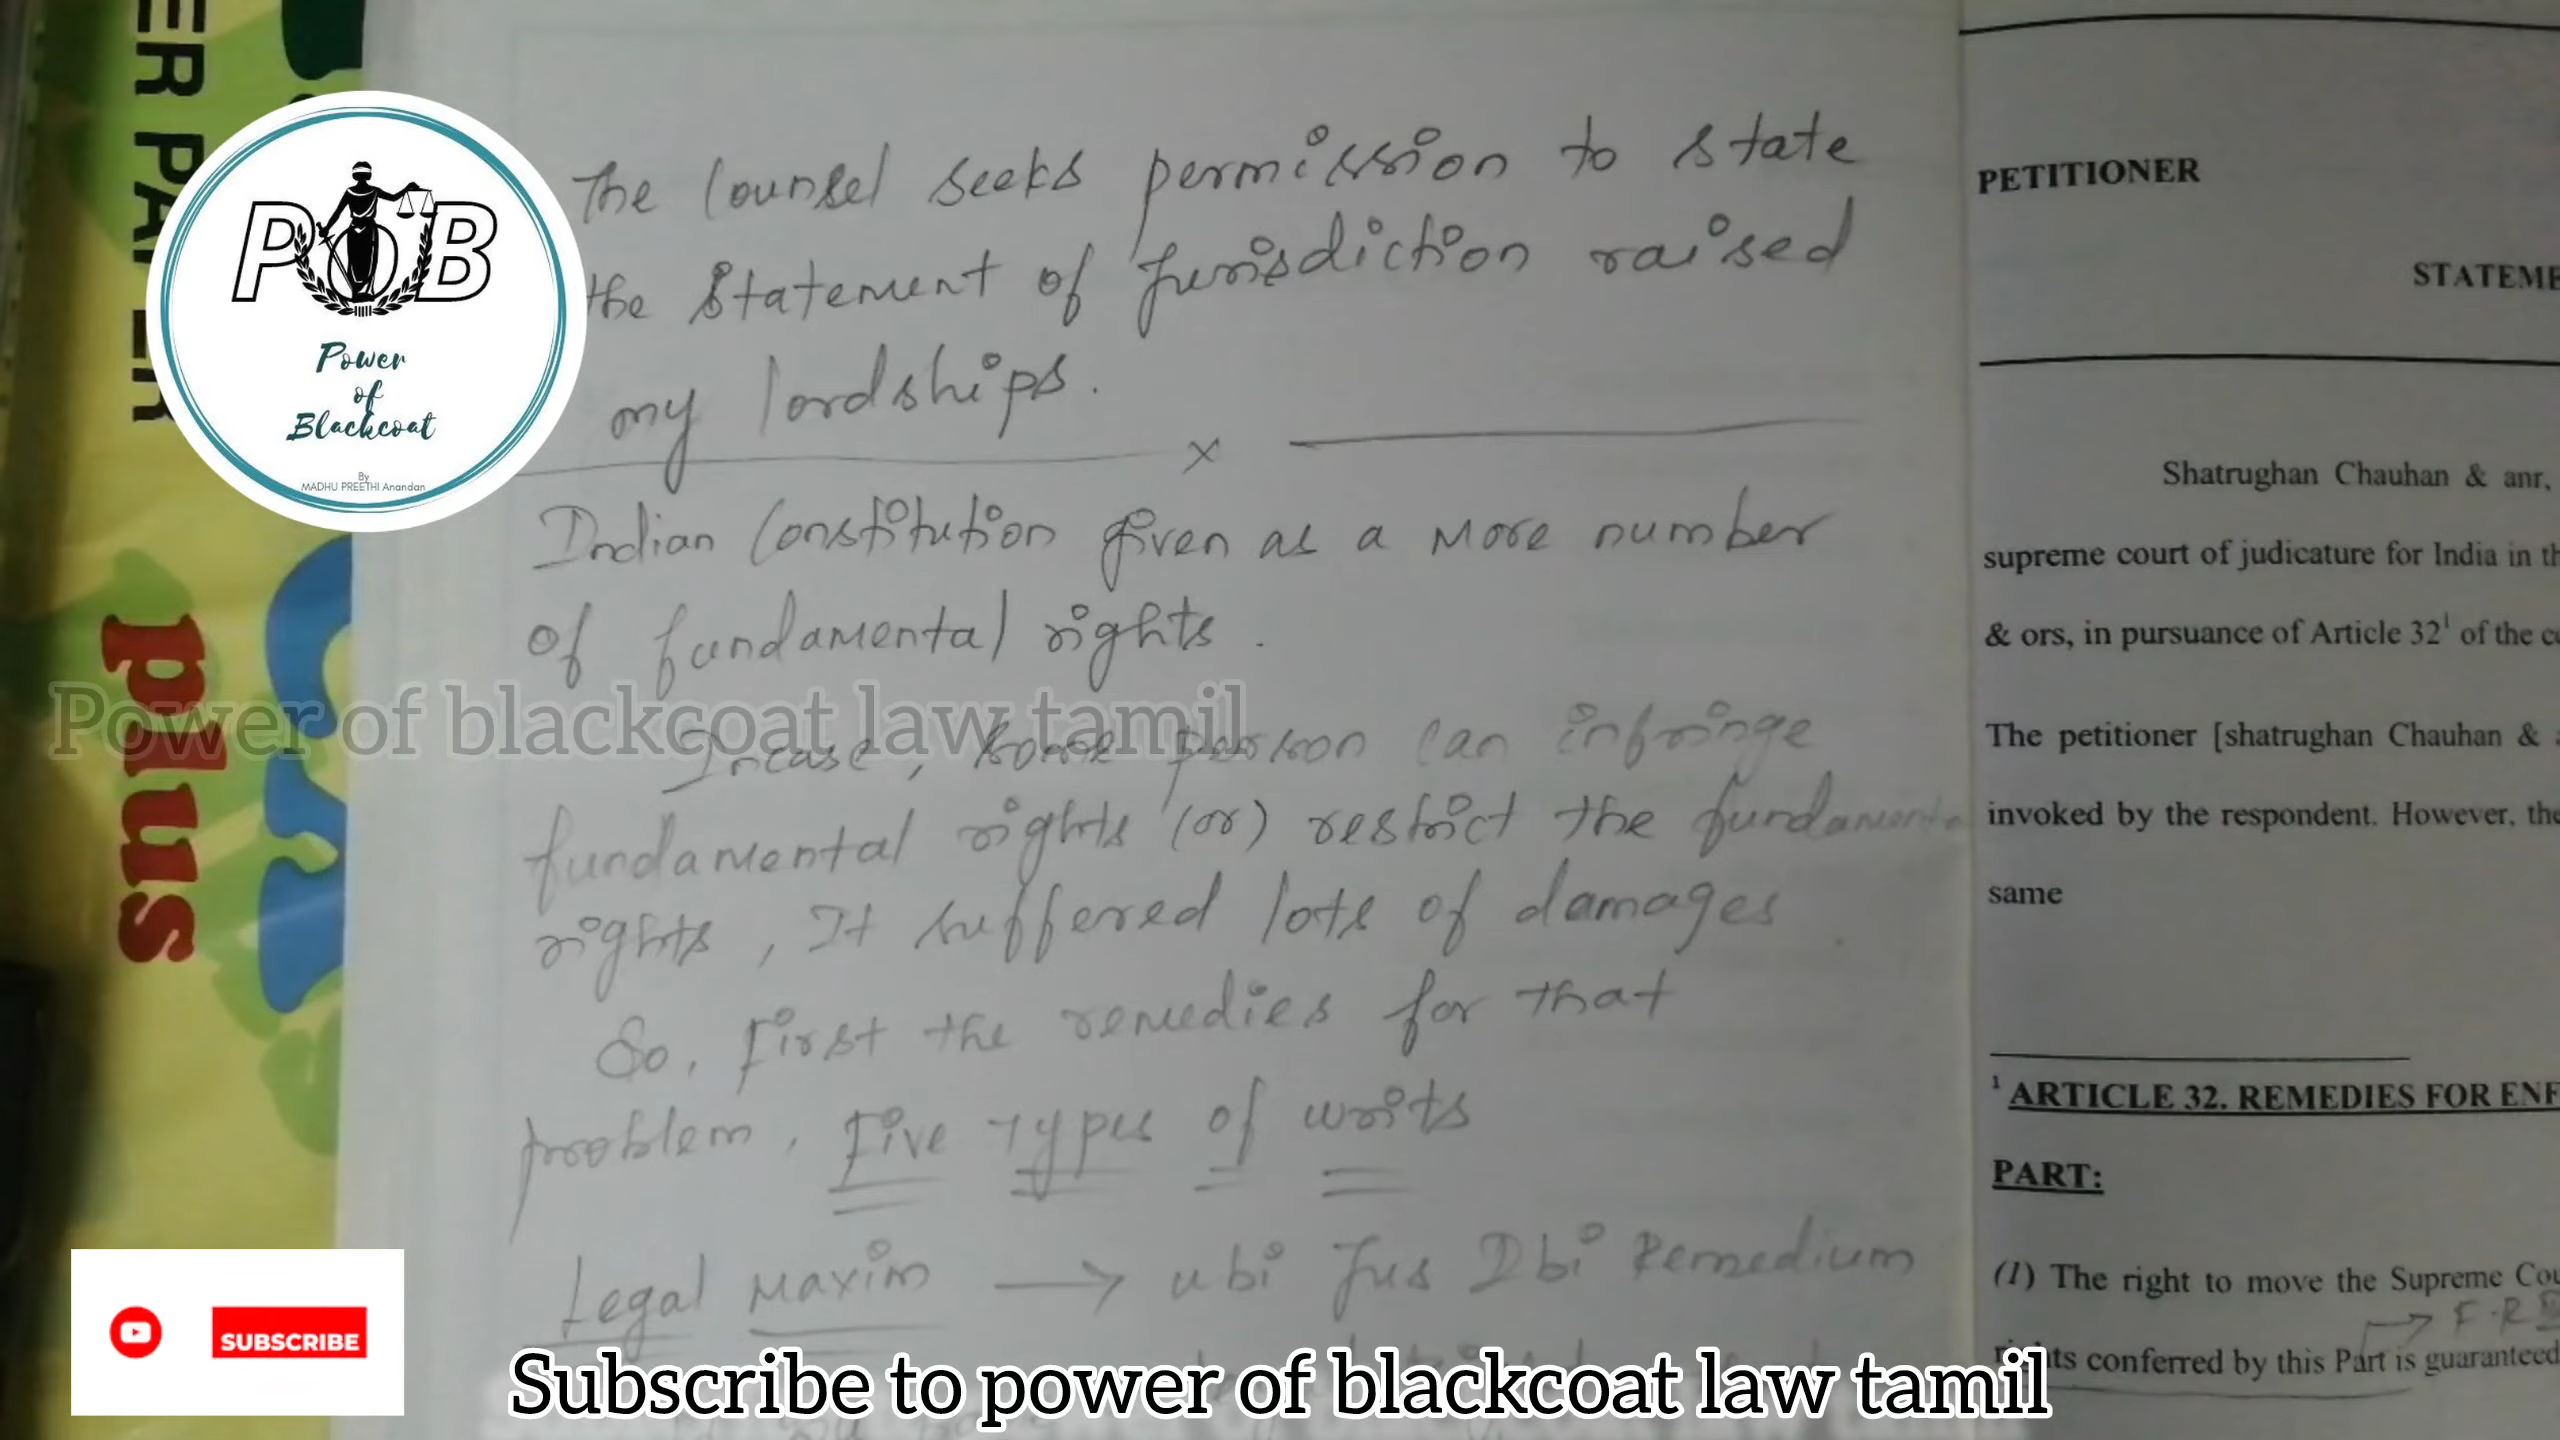 ER PAPER
plus
POB
Power
of
Blackcoat
By
MADHU PREETHI Anandan
The Counsel seeks permission to state
the Statement of Jurisdiction raised
my lordships.
x
Indian Constitution given as a More number
of fundamental rights.
Power of blackcoat law tamil
Incase, some person can infringe
fundamental rights (or) restrict the fundamental
rights, It suffered lots of damages.
So, First the remedies for that
problem, Five Types of writs
Legal Maxim → ubi Jus Ibi Remedium
SUBSCRIBE
Subscribe to power of blackcoat law tamil
PETITIONER
STATEME
Shatrughan Chauhan & anr,
supreme court of judicature for India in th
& ors, in pursuance of Article 32¹ of the c
The petitioner [shatrughan Chauhan &
invoked by the respondent. However, the
same
¹ ARTICLE 32. REMEDIES FOR ENF
PART:
(1) The right to move the Supreme Cou
F.R
conferred by this Part is guaranteed